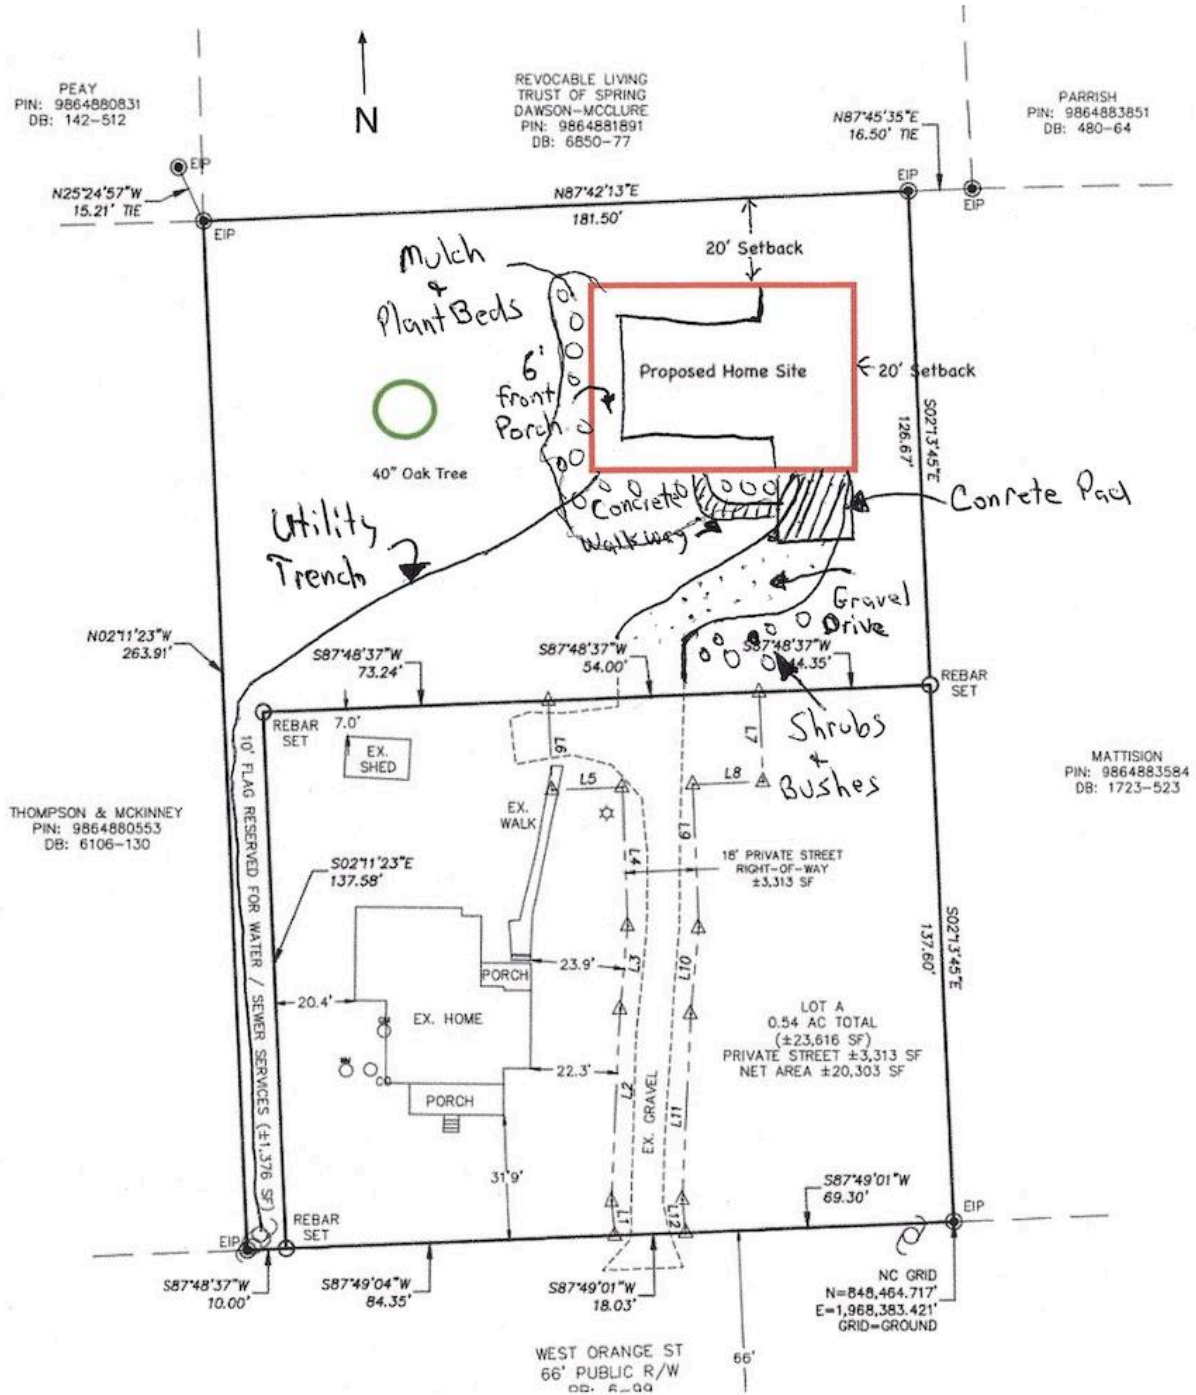 PEAY
PIN: 9864880831
DB: 142-512
N
REVOCABLE LIVING
TRUST OF SPRING
DAWSON-MCCLURE
PIN: 9864881891
DB: 6850-77
PARRISH
PIN: 9864883851
DB: 480-64
N87°45'35"E
16.50' TIE
EIP
N25°24'57"W
15.21' TIE
EIP
EIP
EIP
N87°42'13"E
181.50'
20' Setback
Mulch
&
Plant Beds
6'
front
Porch
Proposed Home Site
20' Setback
S02°13'45"E
126.67'
40" Oak Tree
Concrete
Walkway
Conrete Pad
Utility
Trench
Gravel
Drive
N02°11'23"W
263.91'
S87°48'37"W
73.24'
S87°48'37"W
54.00'
S87°48'37"W
44.35'
REBAR
SET
REBAR
SET
7.0'
EX.
SHED
L6
L5
L7
L8
Shrubs
&
Bushes
EX.
WALK
MATTISION
PIN: 9864883584
DB: 1723-523
THOMPSON & MCKINNEY
PIN: 9864880553
DB: 6106-130
10' FLAG RESERVED FOR WATER / SEWER SERVICES (±1,376 SF)
S02°11'23"E
137.58'
L4
L9
18' PRIVATE STREET
RIGHT-OF-WAY
±3,313 SF
S02°13'45"E
137.60'
PORCH
23.9'
L3
L10
20.4'
EX. HOME
LOT A
0.54 AC TOTAL
(±23,616 SF)
PRIVATE STREET ±3,313 SF
NET AREA ±20,303 SF
22.3'
CO
L2
EX. GRAVEL
L11
PORCH
31'9'
S87°49'01"W
69.30'
L1
L12
EIP
REBAR
SET
EIP
S87°48'37"W
10.00'
S87°49'04"W
84.35'
S87°49'01"W
18.03'
NC GRID
N=848,464.717'
E=1,968,383.421'
GRID=GROUND
WEST ORANGE ST
66' PUBLIC R/W
PB: 6-99
66'